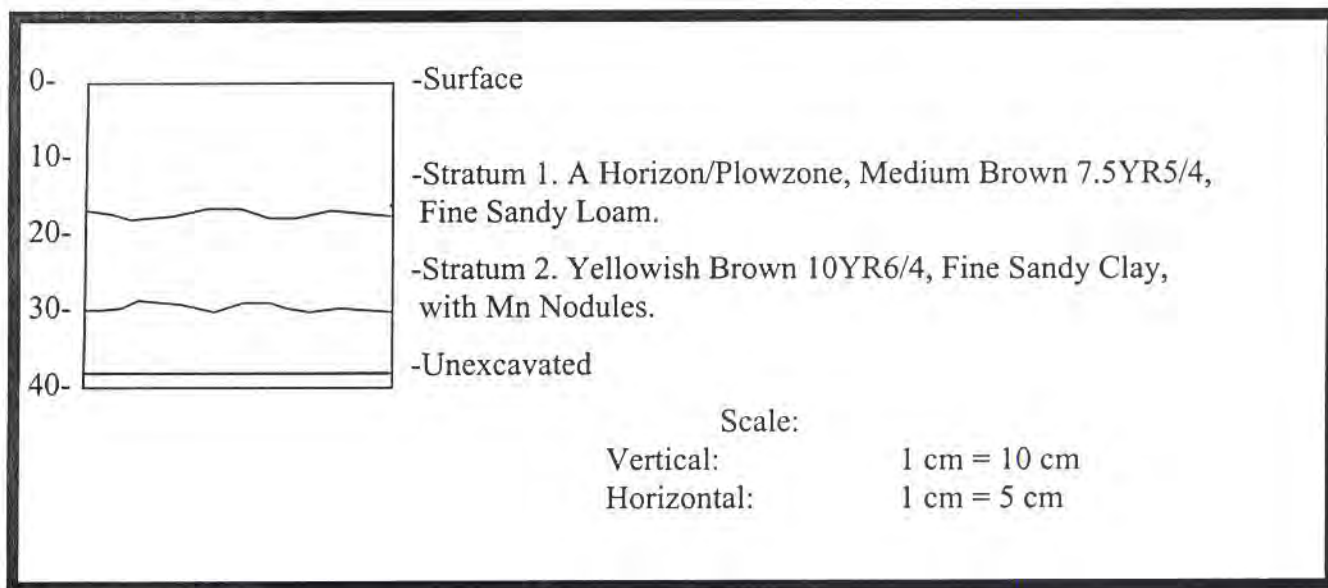 0-
-Surface
10-
-Stratum 1. A Horizon/Plowzone, Medium Brown 7.5YR5/4,
Fine Sandy Loam.
20-
-Stratum 2. Yellowish Brown 10YR6/4, Fine Sandy Clay,
with Mn Nodules.
30-
-Unexcavated
40-
Scale:
Vertical: 1 cm = 10 cm
Horizontal: 1 cm = 5 cm